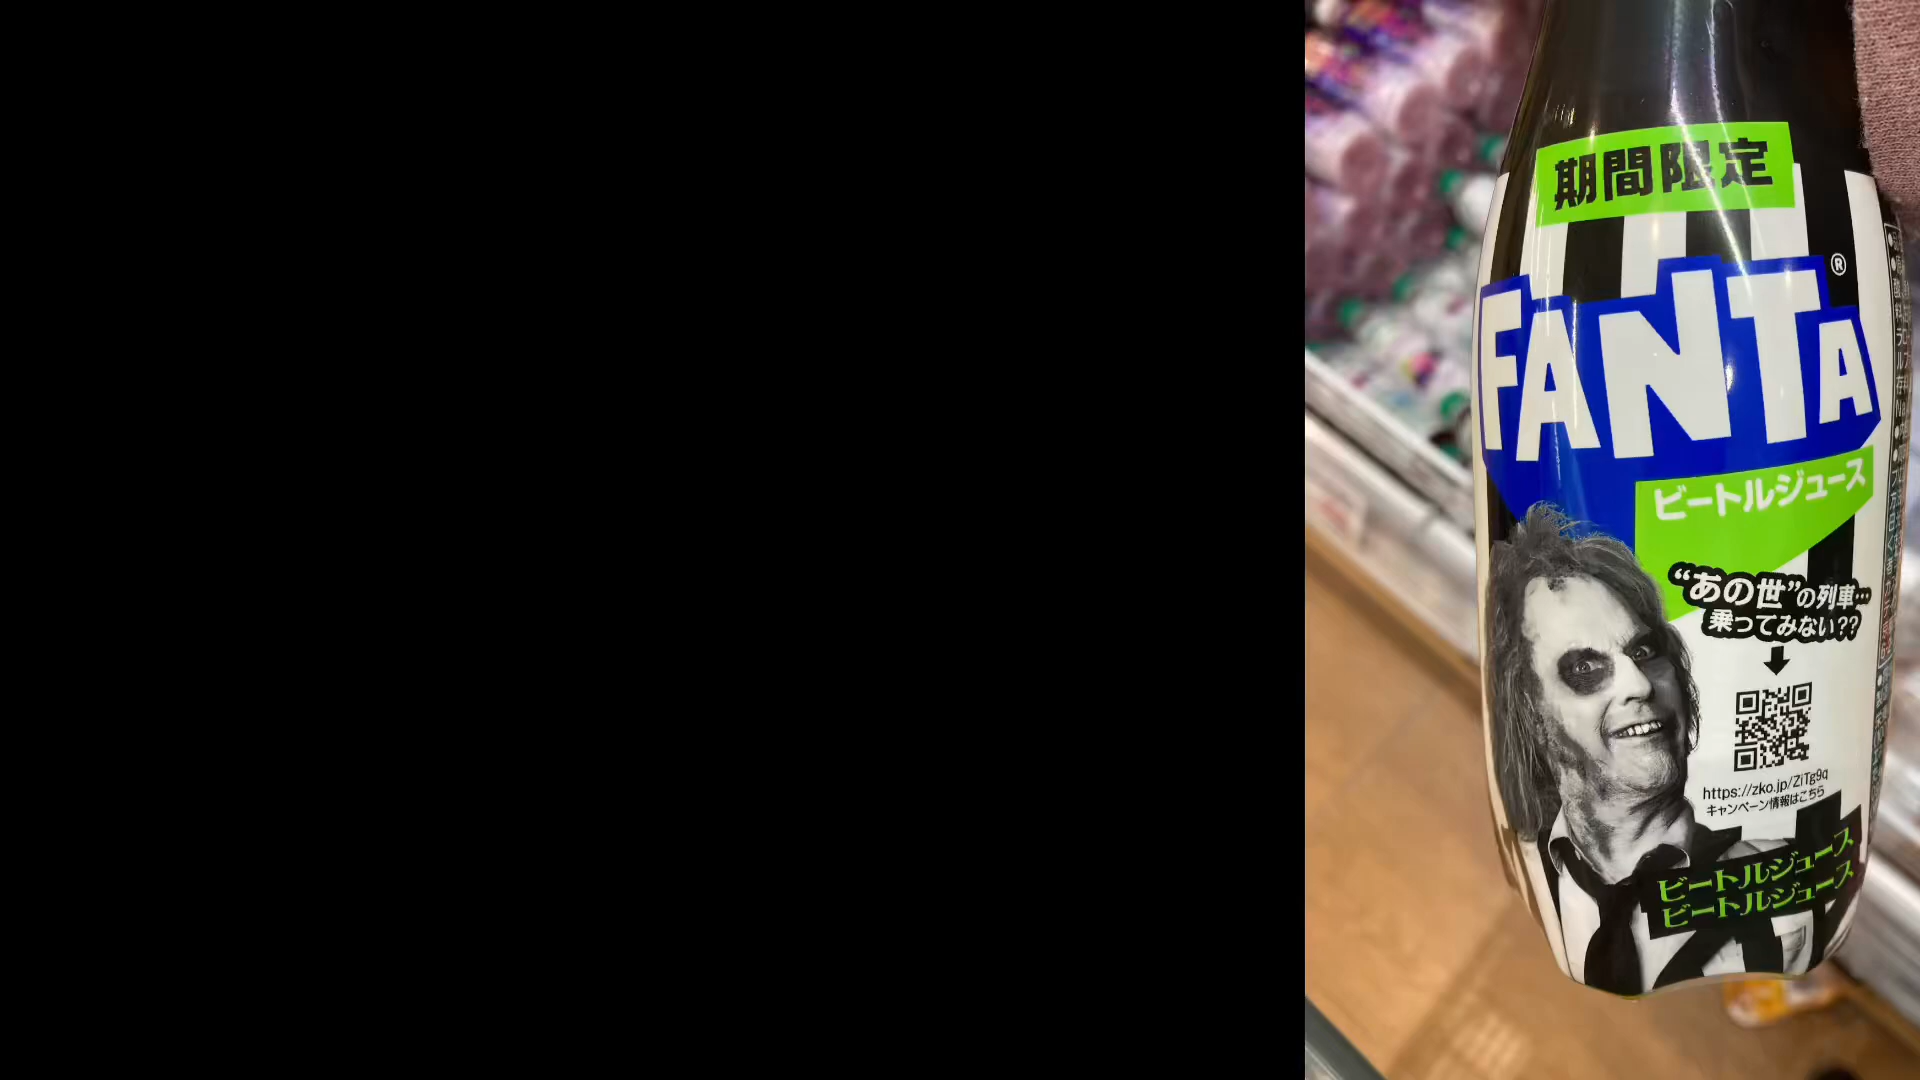 期間限定
FANTA®
ビートルジュース
“あの世”の列車…
乗ってみない??
https://zko.jp/ZiTg9q
キャンペーン情報はこちら
ビートルジュース
ビートルジュース